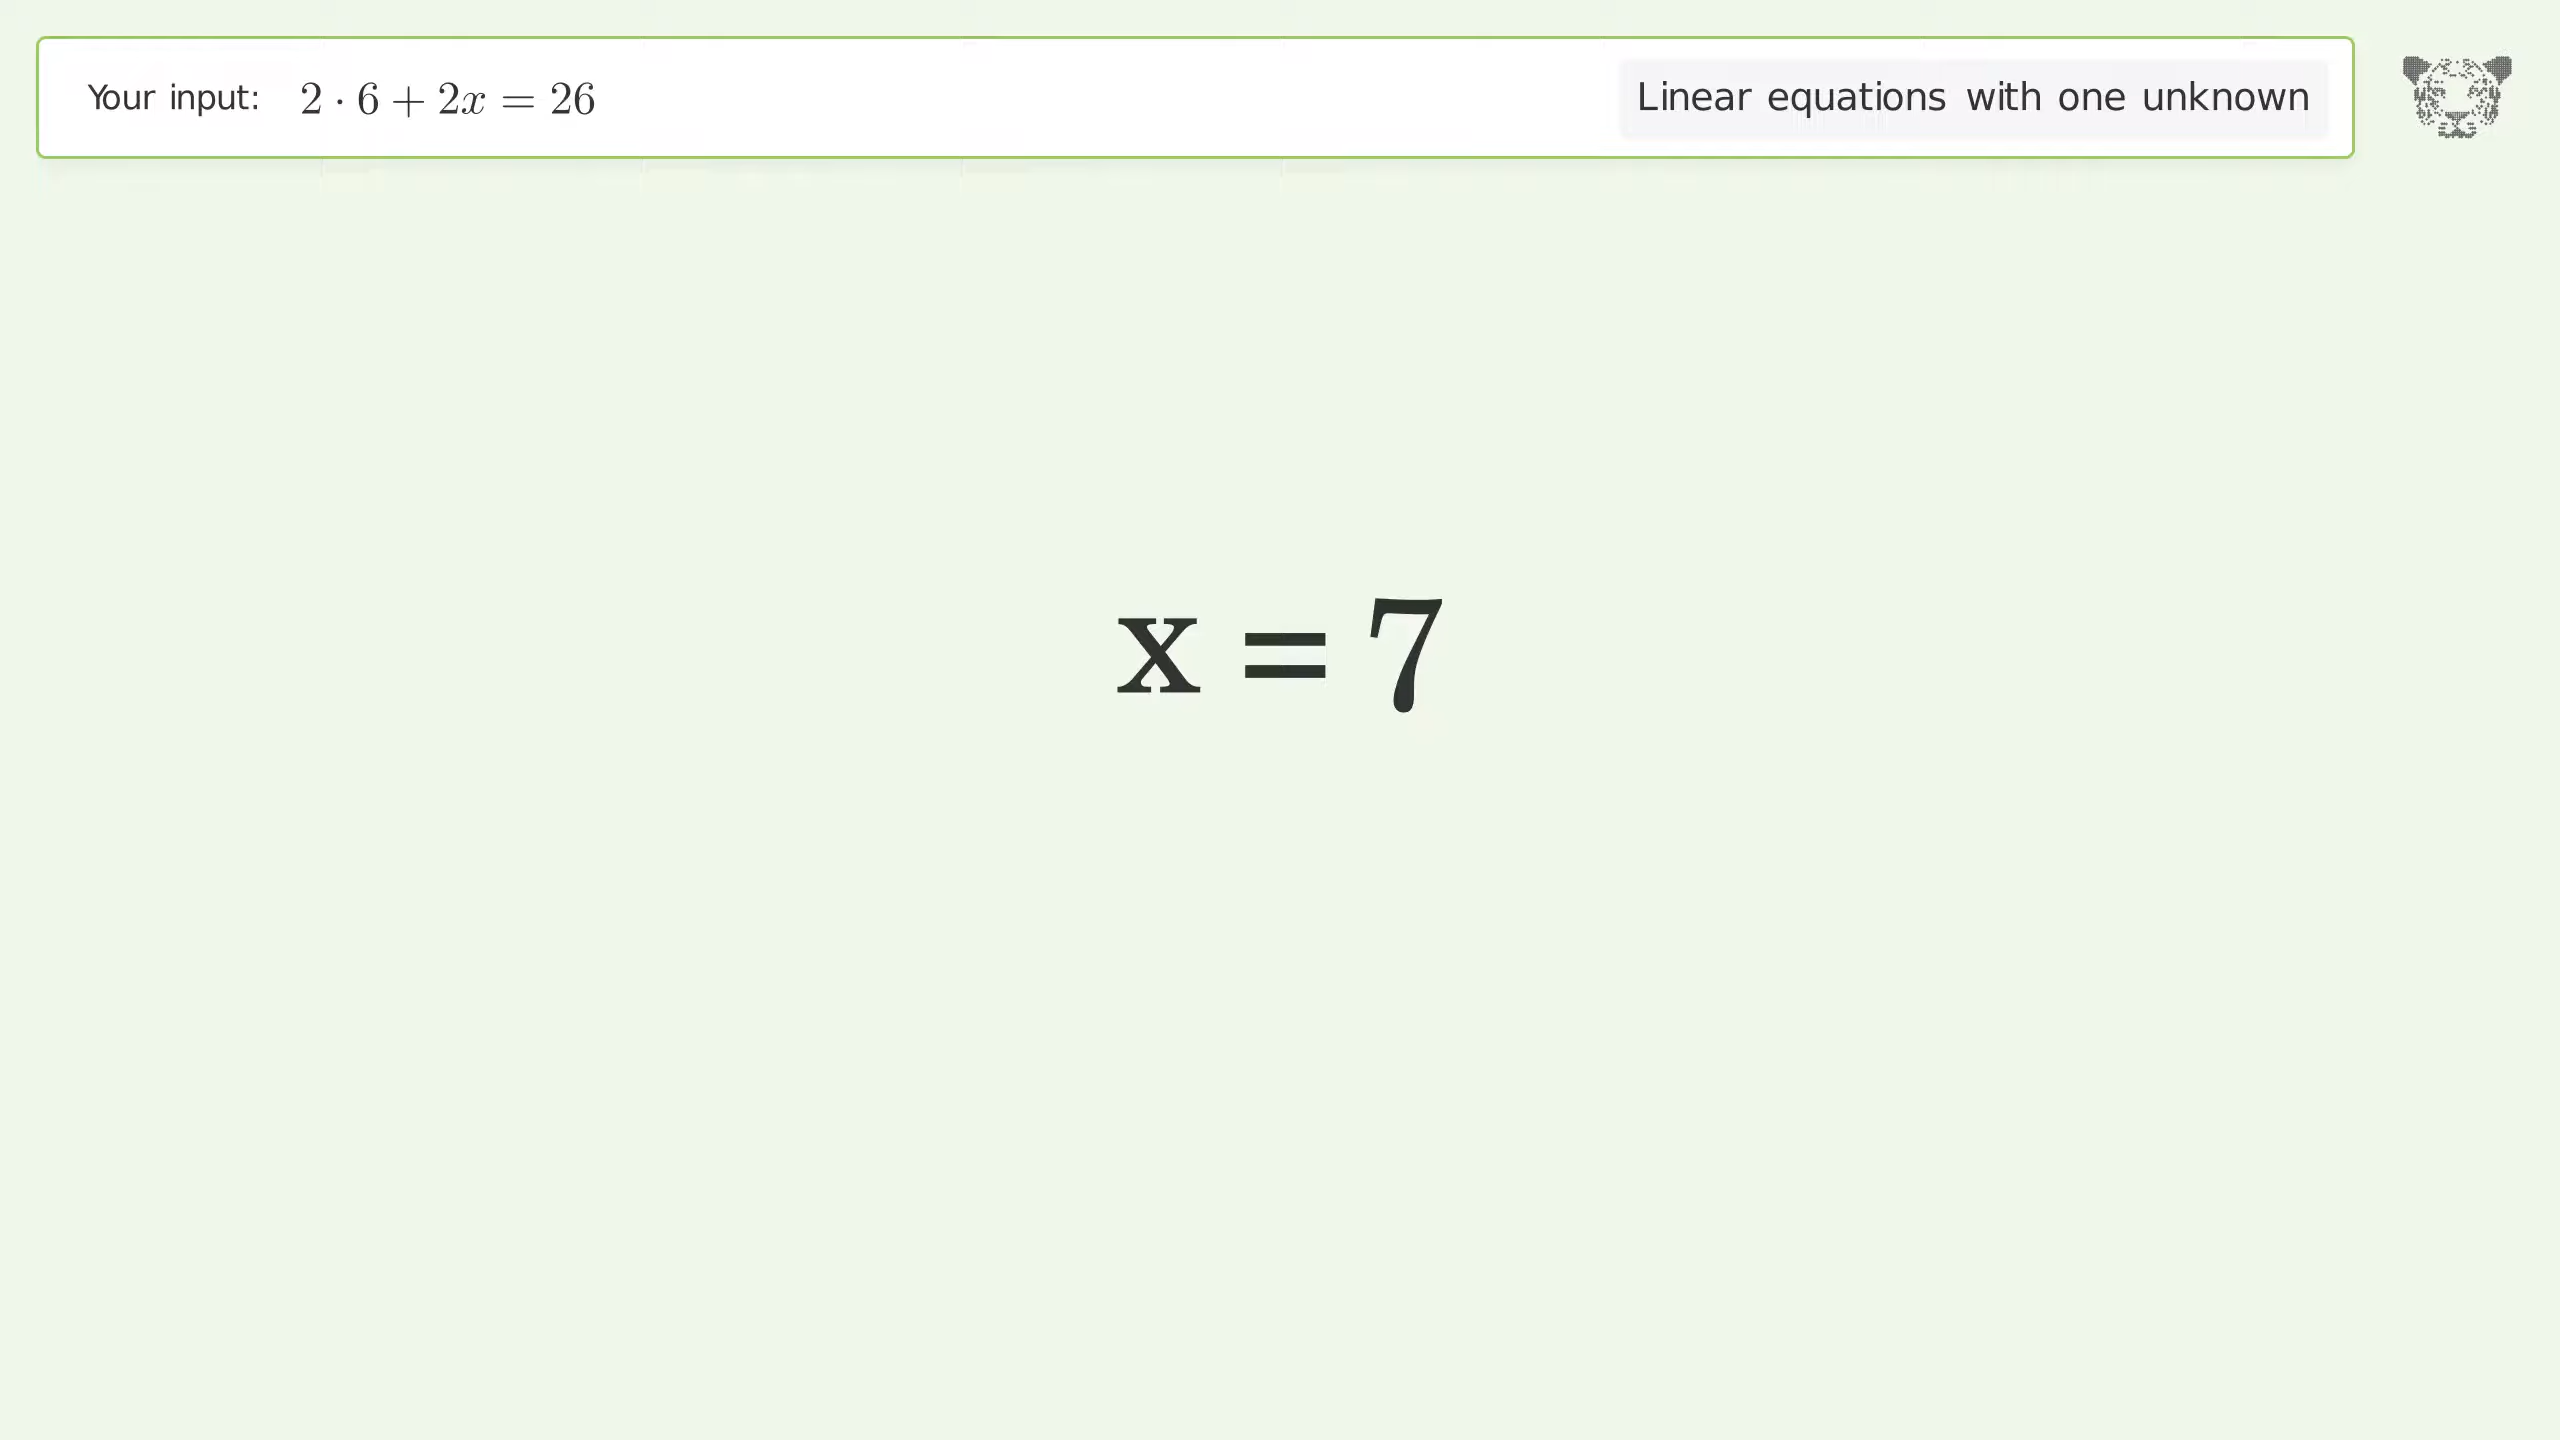 Your input: 2 · 6 + 2x = 26
Linear equations with one unknown
x = 7